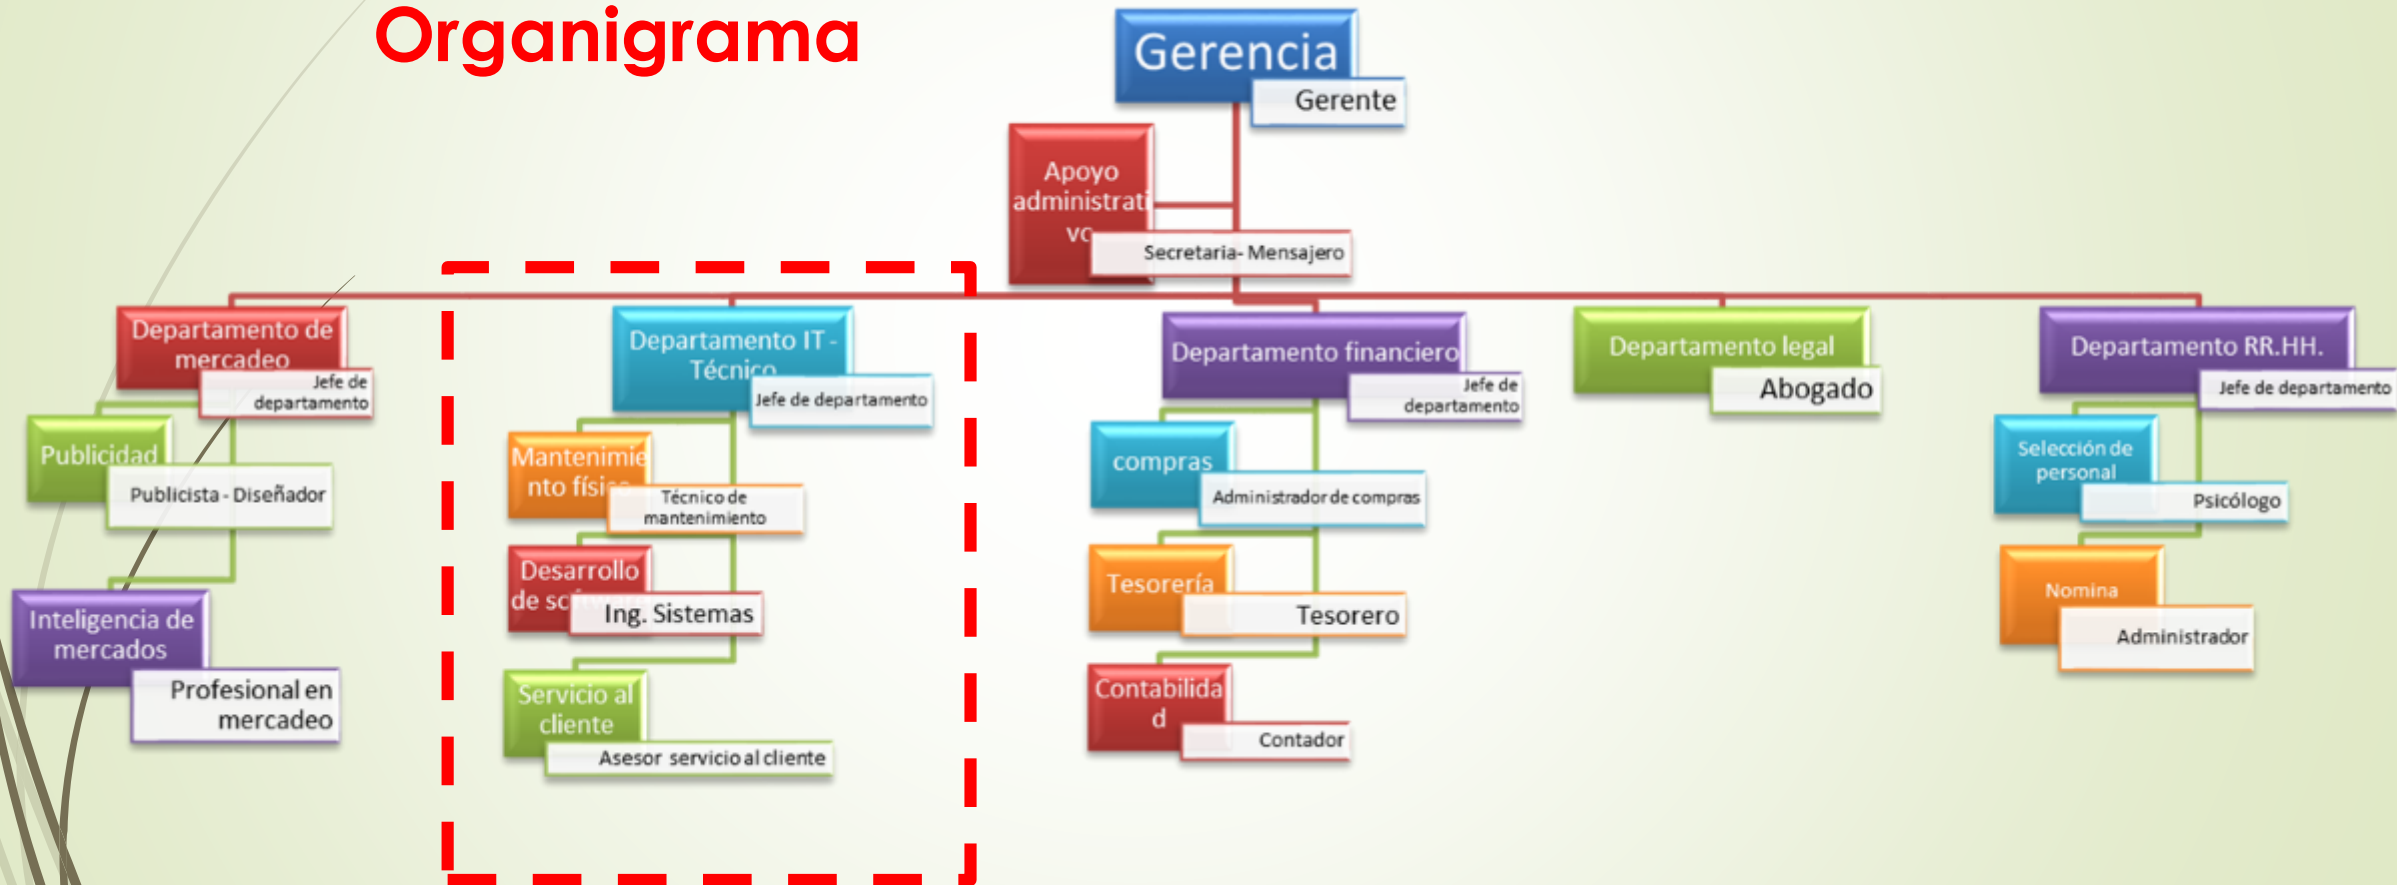 Organigrama
Gerencia
Gerente
Apoyo
administrati
vo
Secretaria- Mensajero
Departamento de
mercadeo
Jefe de
departamento
Publicidad
Publicista - Diseñador
Inteligencia de
mercados
Profesional en
mercadeo
Departamento IT -
Técnico
Jefe de departamento
Mantenimie
nto físico
Técnico de
mantenimiento
Desarrollo
de software
Ing. Sistemas
Servicio al
cliente
Asesor servicio al cliente
Departamento financiero
Jefe de
departamento
compras
Administrador de compras
Tesorería
Tesorero
Contabilida
d
Contador
Departamento legal
Abogado
Departamento RR.HH.
Jefe de departamento
Selección de
personal
Psicólogo
Nomina
Administrador